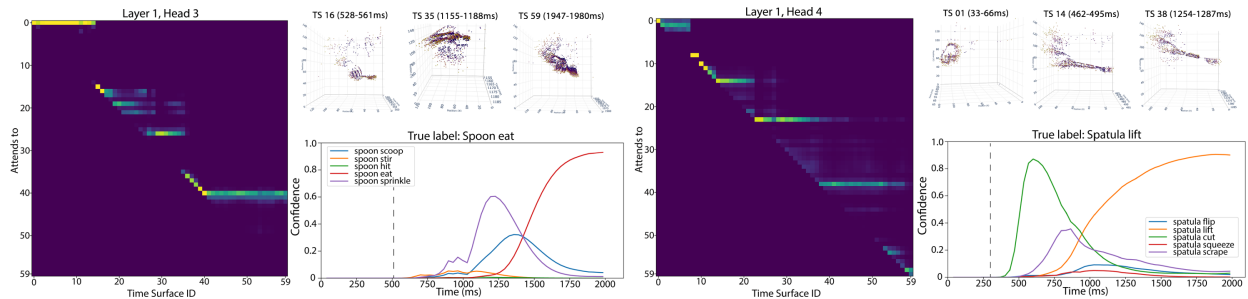 Layer 1, Head 3
0
10
20
30
40
50
59
Attends to
0
10
20
30
40
50
59
Time Surface ID
TS 16 (528-561ms)
TS 35 (1155-1188ms)
TS 59 (1947-1980ms)
True label: Spoon eat
1.0
0.8
0.6
0.4
0.2
0
Confidence
spoon scoop
spoon stir
spoon hit
spoon eat
spoon sprinkle
0
250
500
750
1000
1250
1500
1750
2000
Time (ms)
Layer 1, Head 4
0
10
20
30
40
50
59
Attends to
0
10
20
30
40
50
59
Time Surface ID
TS 01 (33-66ms)
TS 14 (462-495ms)
TS 38 (1254-1287ms)
True label: Spatula lift
1.0
0.8
0.6
0.4
0.2
0
Confidence
spatula flip
spatula lift
spatula cut
spatula squeeze
spatula scrape
0
250
500
750
1000
1250
1500
1750
2000
Time (ms)